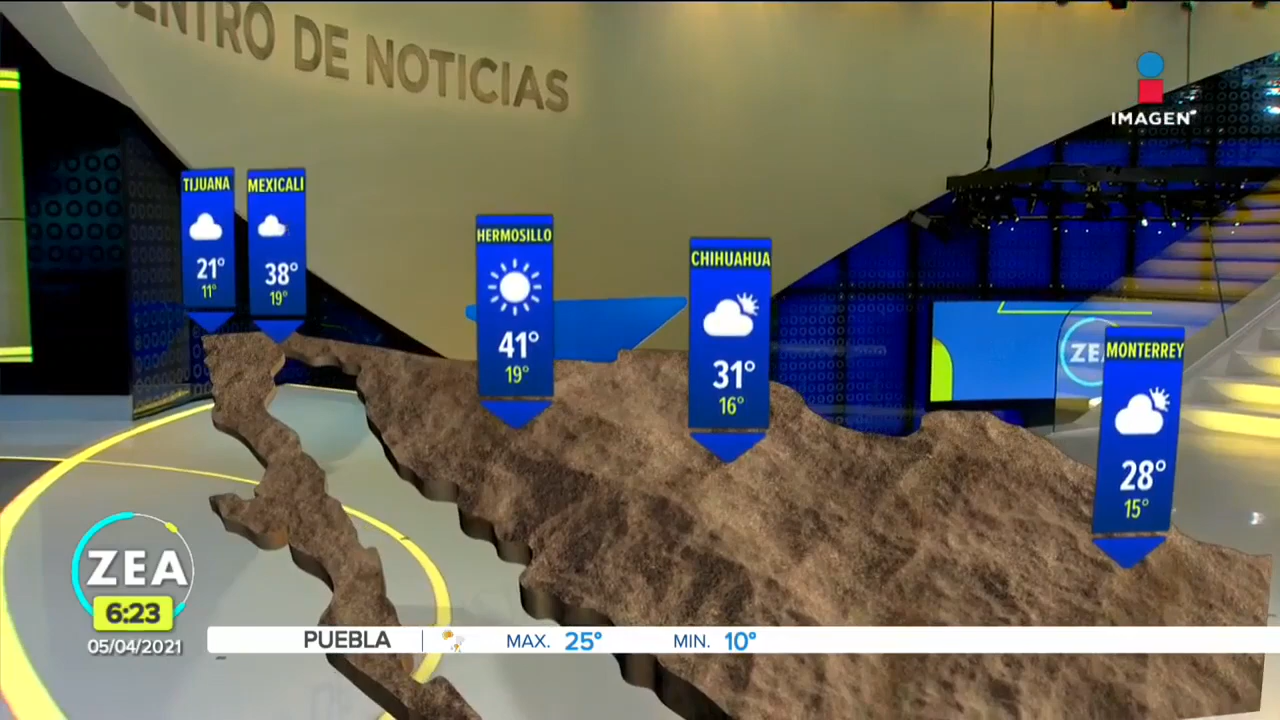 CENTRO DE NOTICIAS
IMAGEN
TIJUANA
21°
11°
MEXICALI
38°
19°
HERMOSILLO
41°
19°
CHIHUAHUA
31°
16°
MONTERREY
28°
15°
ZE
ZEA
6:23
05/04/2021
PUEBLA MAX. 25° MIN. 10°